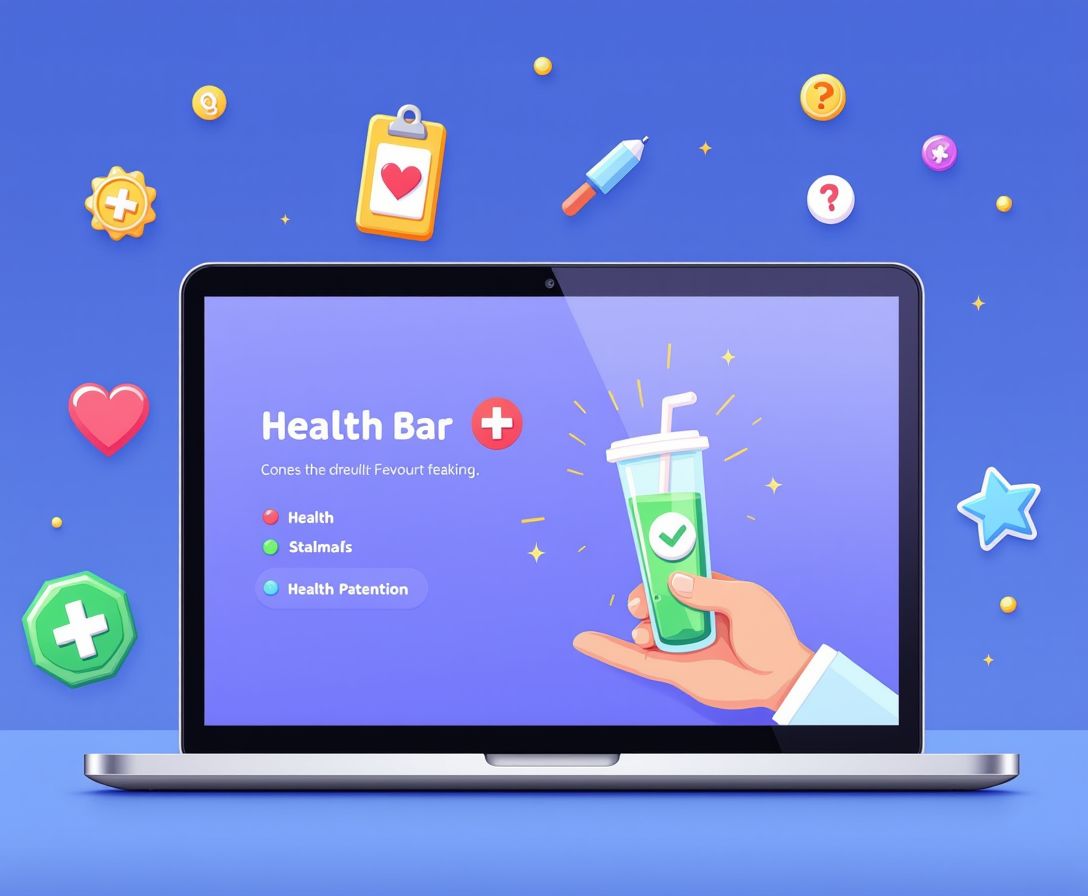 Health Bar
Cones the dreullt Fevourt feaking.
Health
Stalmafs
Health Patention
?
?